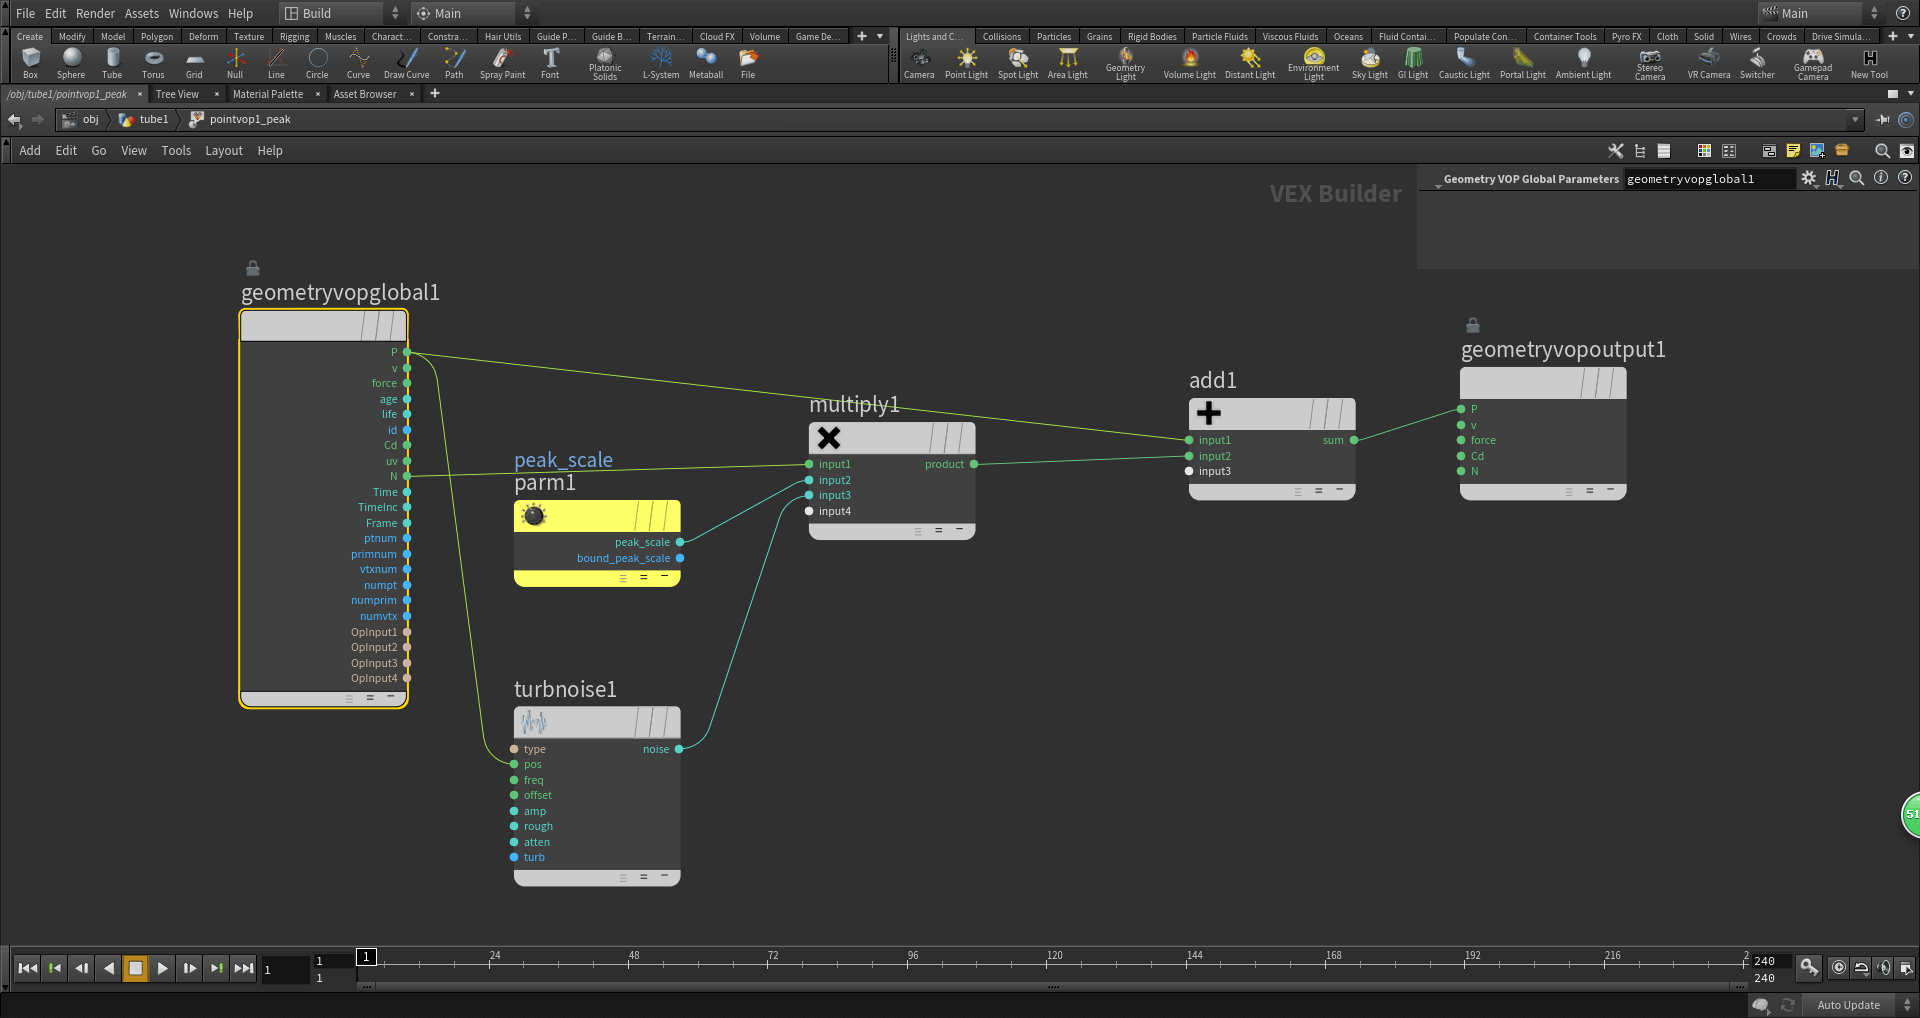 File Edit Render Assets Windows Help Build Main Main
Create Modify Model Polygon Deform Texture Rigging Muscles Charact... Constra... Hair Utils Guide P... Guide B... Terrain... Cloud FX Volume Game De...
Lights and C... Collisions Particles Grains Rigid Bodies Particle Fluids Viscous Fluids Oceans Fluid Contai... Populate Con... Container Tools Pyro FX Cloth Solid Wires Crowds Drive Simula...
Box Sphere Tube Torus Grid Null Line Circle Curve Draw Curve Path Spray Paint Font Platonic Solids L-System Metaball File
Camera Point Light Spot Light Area Light Geometry Light Volume Light Distant Light Environment Light Sky Light GI Light Caustic Light Portal Light Ambient Light Stereo Camera VR Camera Switcher Gamepad Camera New Tool
/obj/tube1/pointvop1_peak × Tree View × Material Palette × Asset Browser ×
obj tube1 pointvop1_peak
Add Edit Go View Tools Layout Help
VEX Builder
Geometry VOP Global Parameters geometryvopglobal1
geometryvopglobal1
P
v
force
age
life
id
Cd
uv
N
Time
TimeInc
Frame
ptnum
primnum
vtxnum
numpt
numprim
numvtx
OpInput1
OpInput2
OpInput3
OpInput4
peak_scale
parm1
peak_scale
bound_peak_scale
turbnoise1
type noise
pos
freq
offset
amp
rough
atten
turb
multiply1
input1 product
input2
input3
input4
add1
input1 sum
input2
input3
geometryvopoutput1
P
v
force
Cd
N
51
1 1 1 24 48 72 96 120 144 168 192 216 2 240
1 240
Auto Update